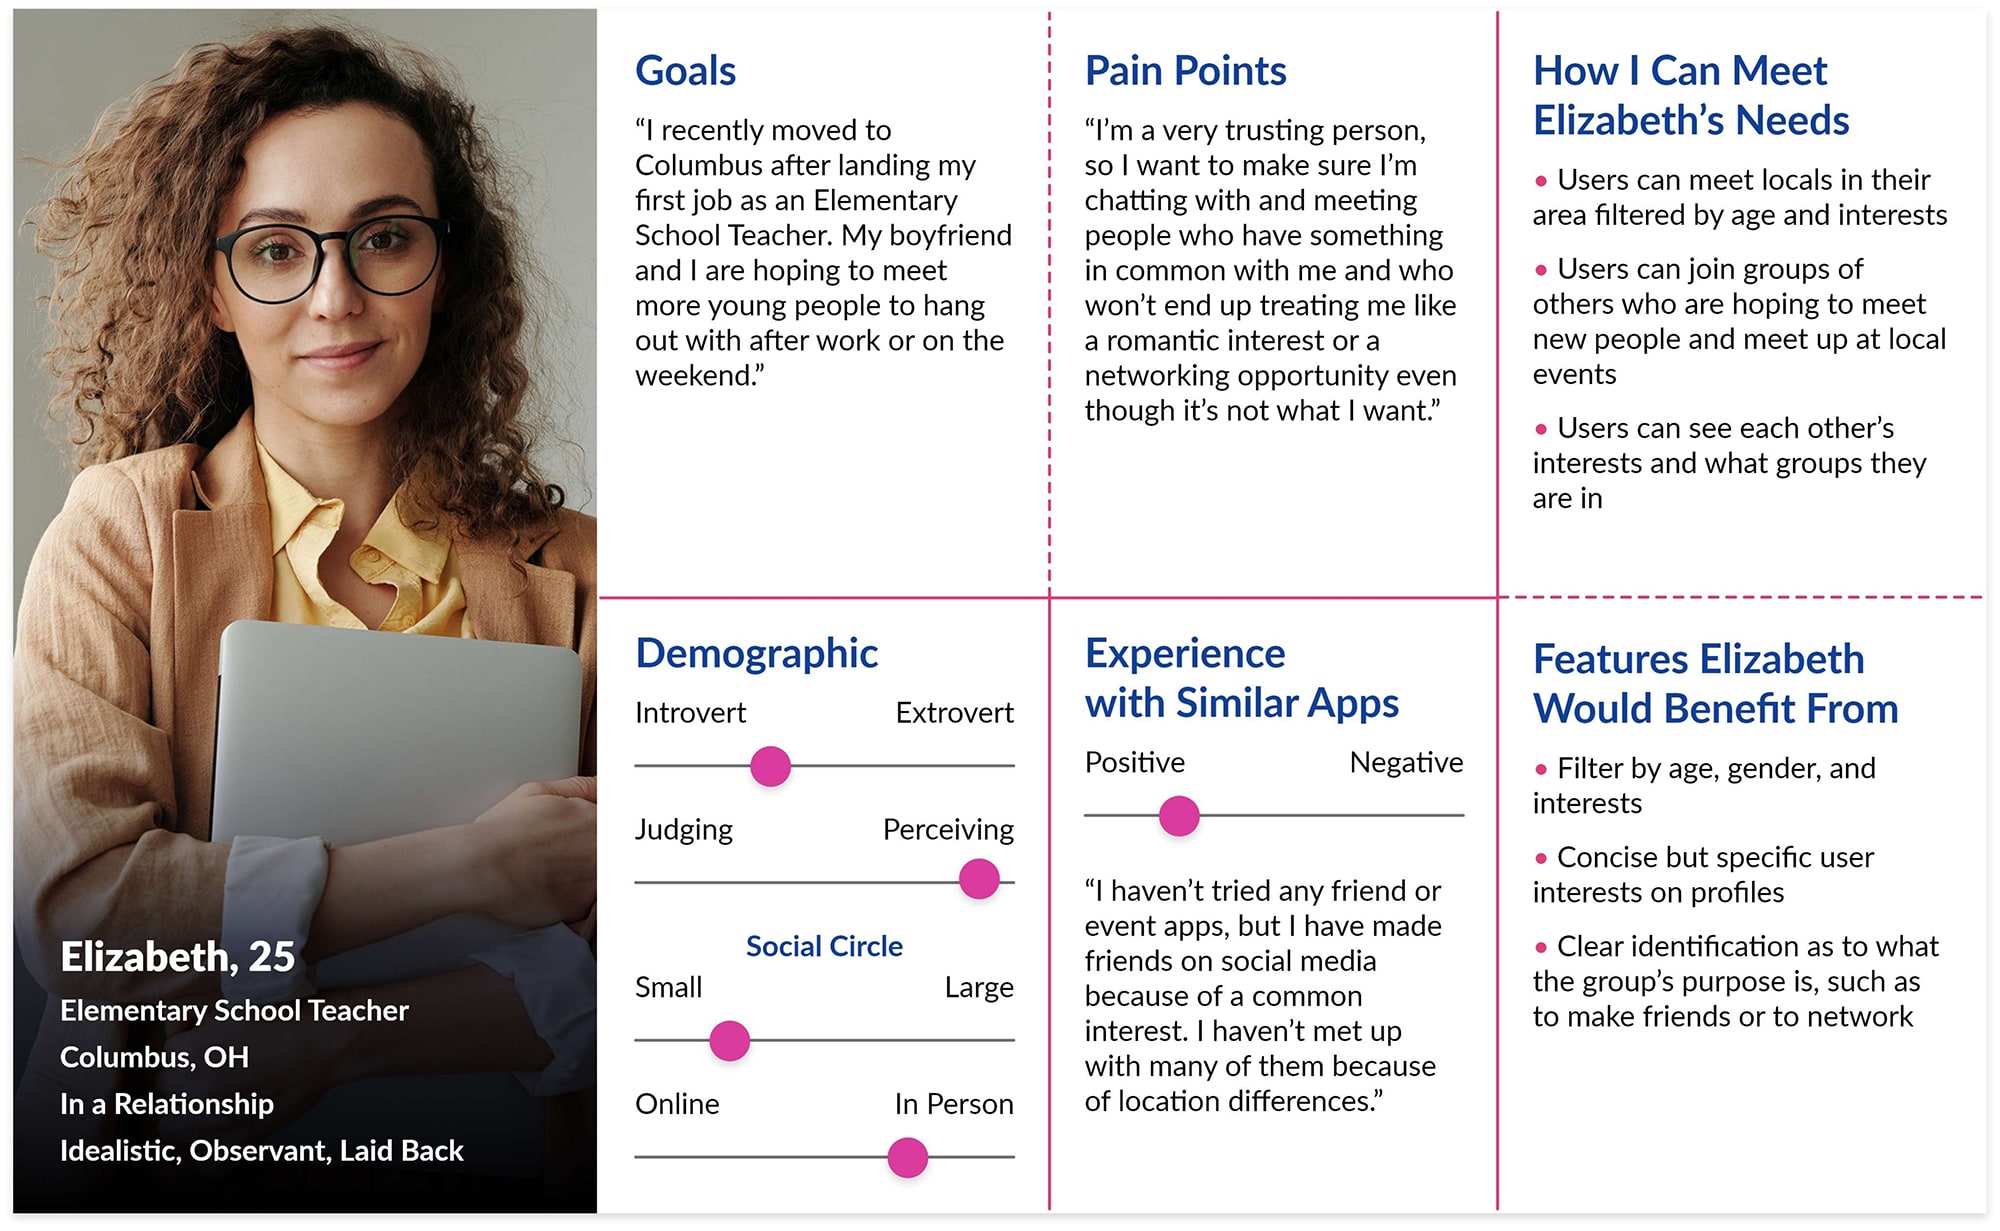 Elizabeth, 25
Elementary School Teacher
Columbus, OH
In a Relationship
Idealistic, Observant, Laid Back
Goals
“I recently moved to
Columbus after landing my
first job as an Elementary
School Teacher. My boyfriend
and I are hoping to meet
more young people to hang
out with after work or on the
weekend.”
Pain Points
“I’m a very trusting person,
so I want to make sure I’m
chatting with and meeting
people who have something
in common with me and who
won’t end up treating me like
a romantic interest or a
networking opportunity even
though it’s not what I want.”
How I Can Meet
Elizabeth’s Needs
• Users can meet locals in their
area filtered by age and interests
• Users can join groups of
others who are hoping to meet
new people and meet up at local
events
• Users can see each other’s
interests and what groups they
are in
Demographic
Introvert Extrovert
Judging Perceiving
Social Circle
Small Large
Online In Person
Experience
with Similar Apps
Positive Negative
“I haven’t tried any friend or
event apps, but I have made
friends on social media
because of a common
interest. I haven’t met up
with many of them because
of location differences.”
Features Elizabeth
Would Benefit From
• Filter by age, gender, and
interests
• Concise but specific user
interests on profiles
• Clear identification as to what
the group’s purpose is, such as
to make friends or to network